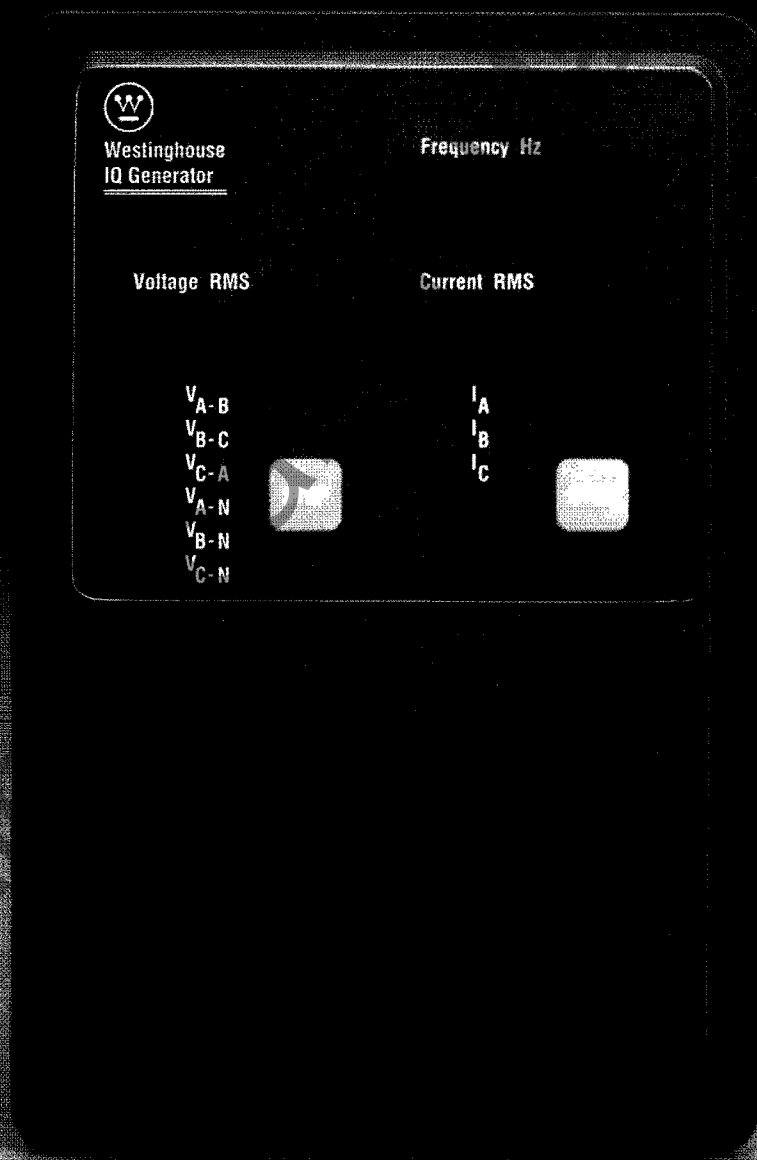 W
Westinghouse
IQ Generator
Frequency Hz
Voltage RMS
Current RMS
VA-B
VB-C
VC-A
VA-N
VB-N
VC-N
IA
IB
IC